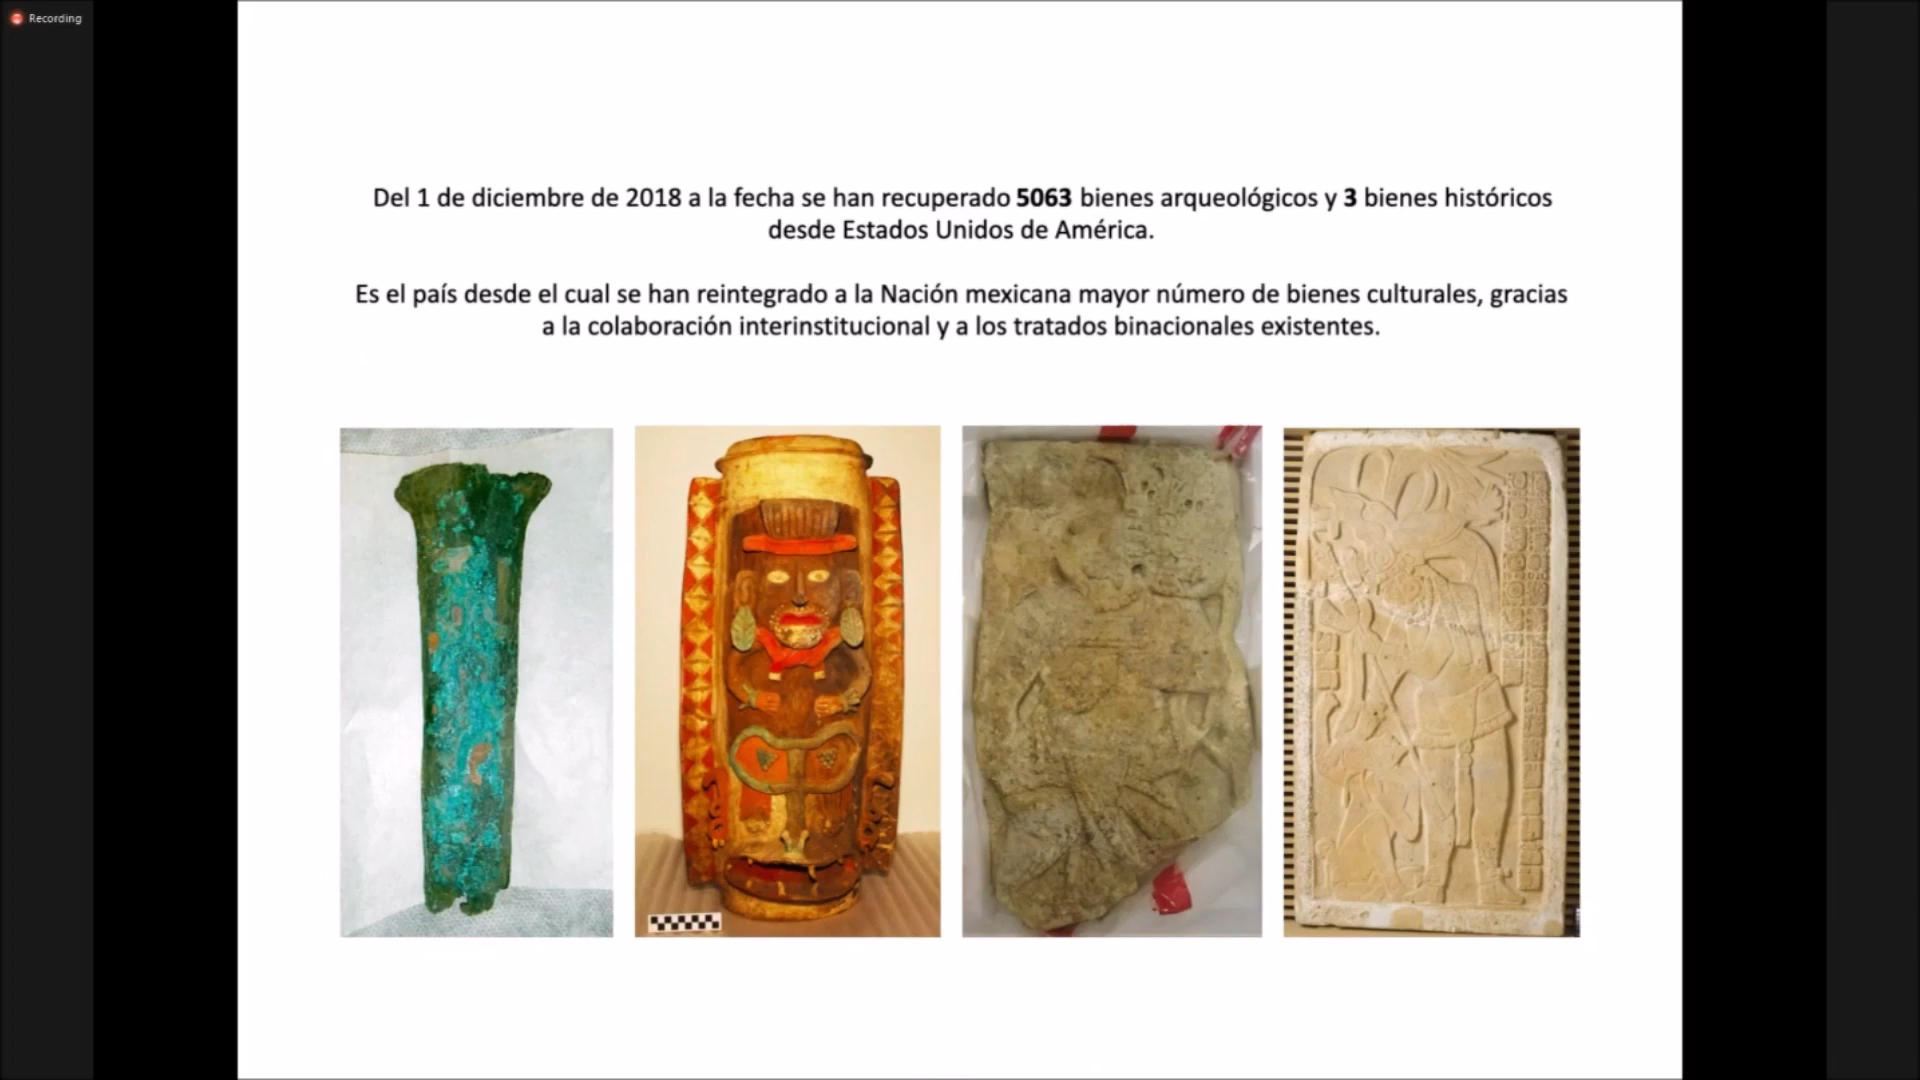 Recording
Del 1 de diciembre de 2018 a la fecha se han recuperado 5063 bienes arqueológicos y 3 bienes históricos
desde Estados Unidos de América.
Es el país desde el cual se han reintegrado a la Nación mexicana mayor número de bienes culturales, gracias
a la colaboración interinstitucional y a los tratados binacionales existentes.